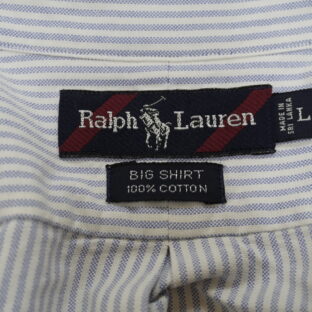 Ralph Lauren
MADE IN
SRI LANKA
L
BIG SHIRT
100% COTTON